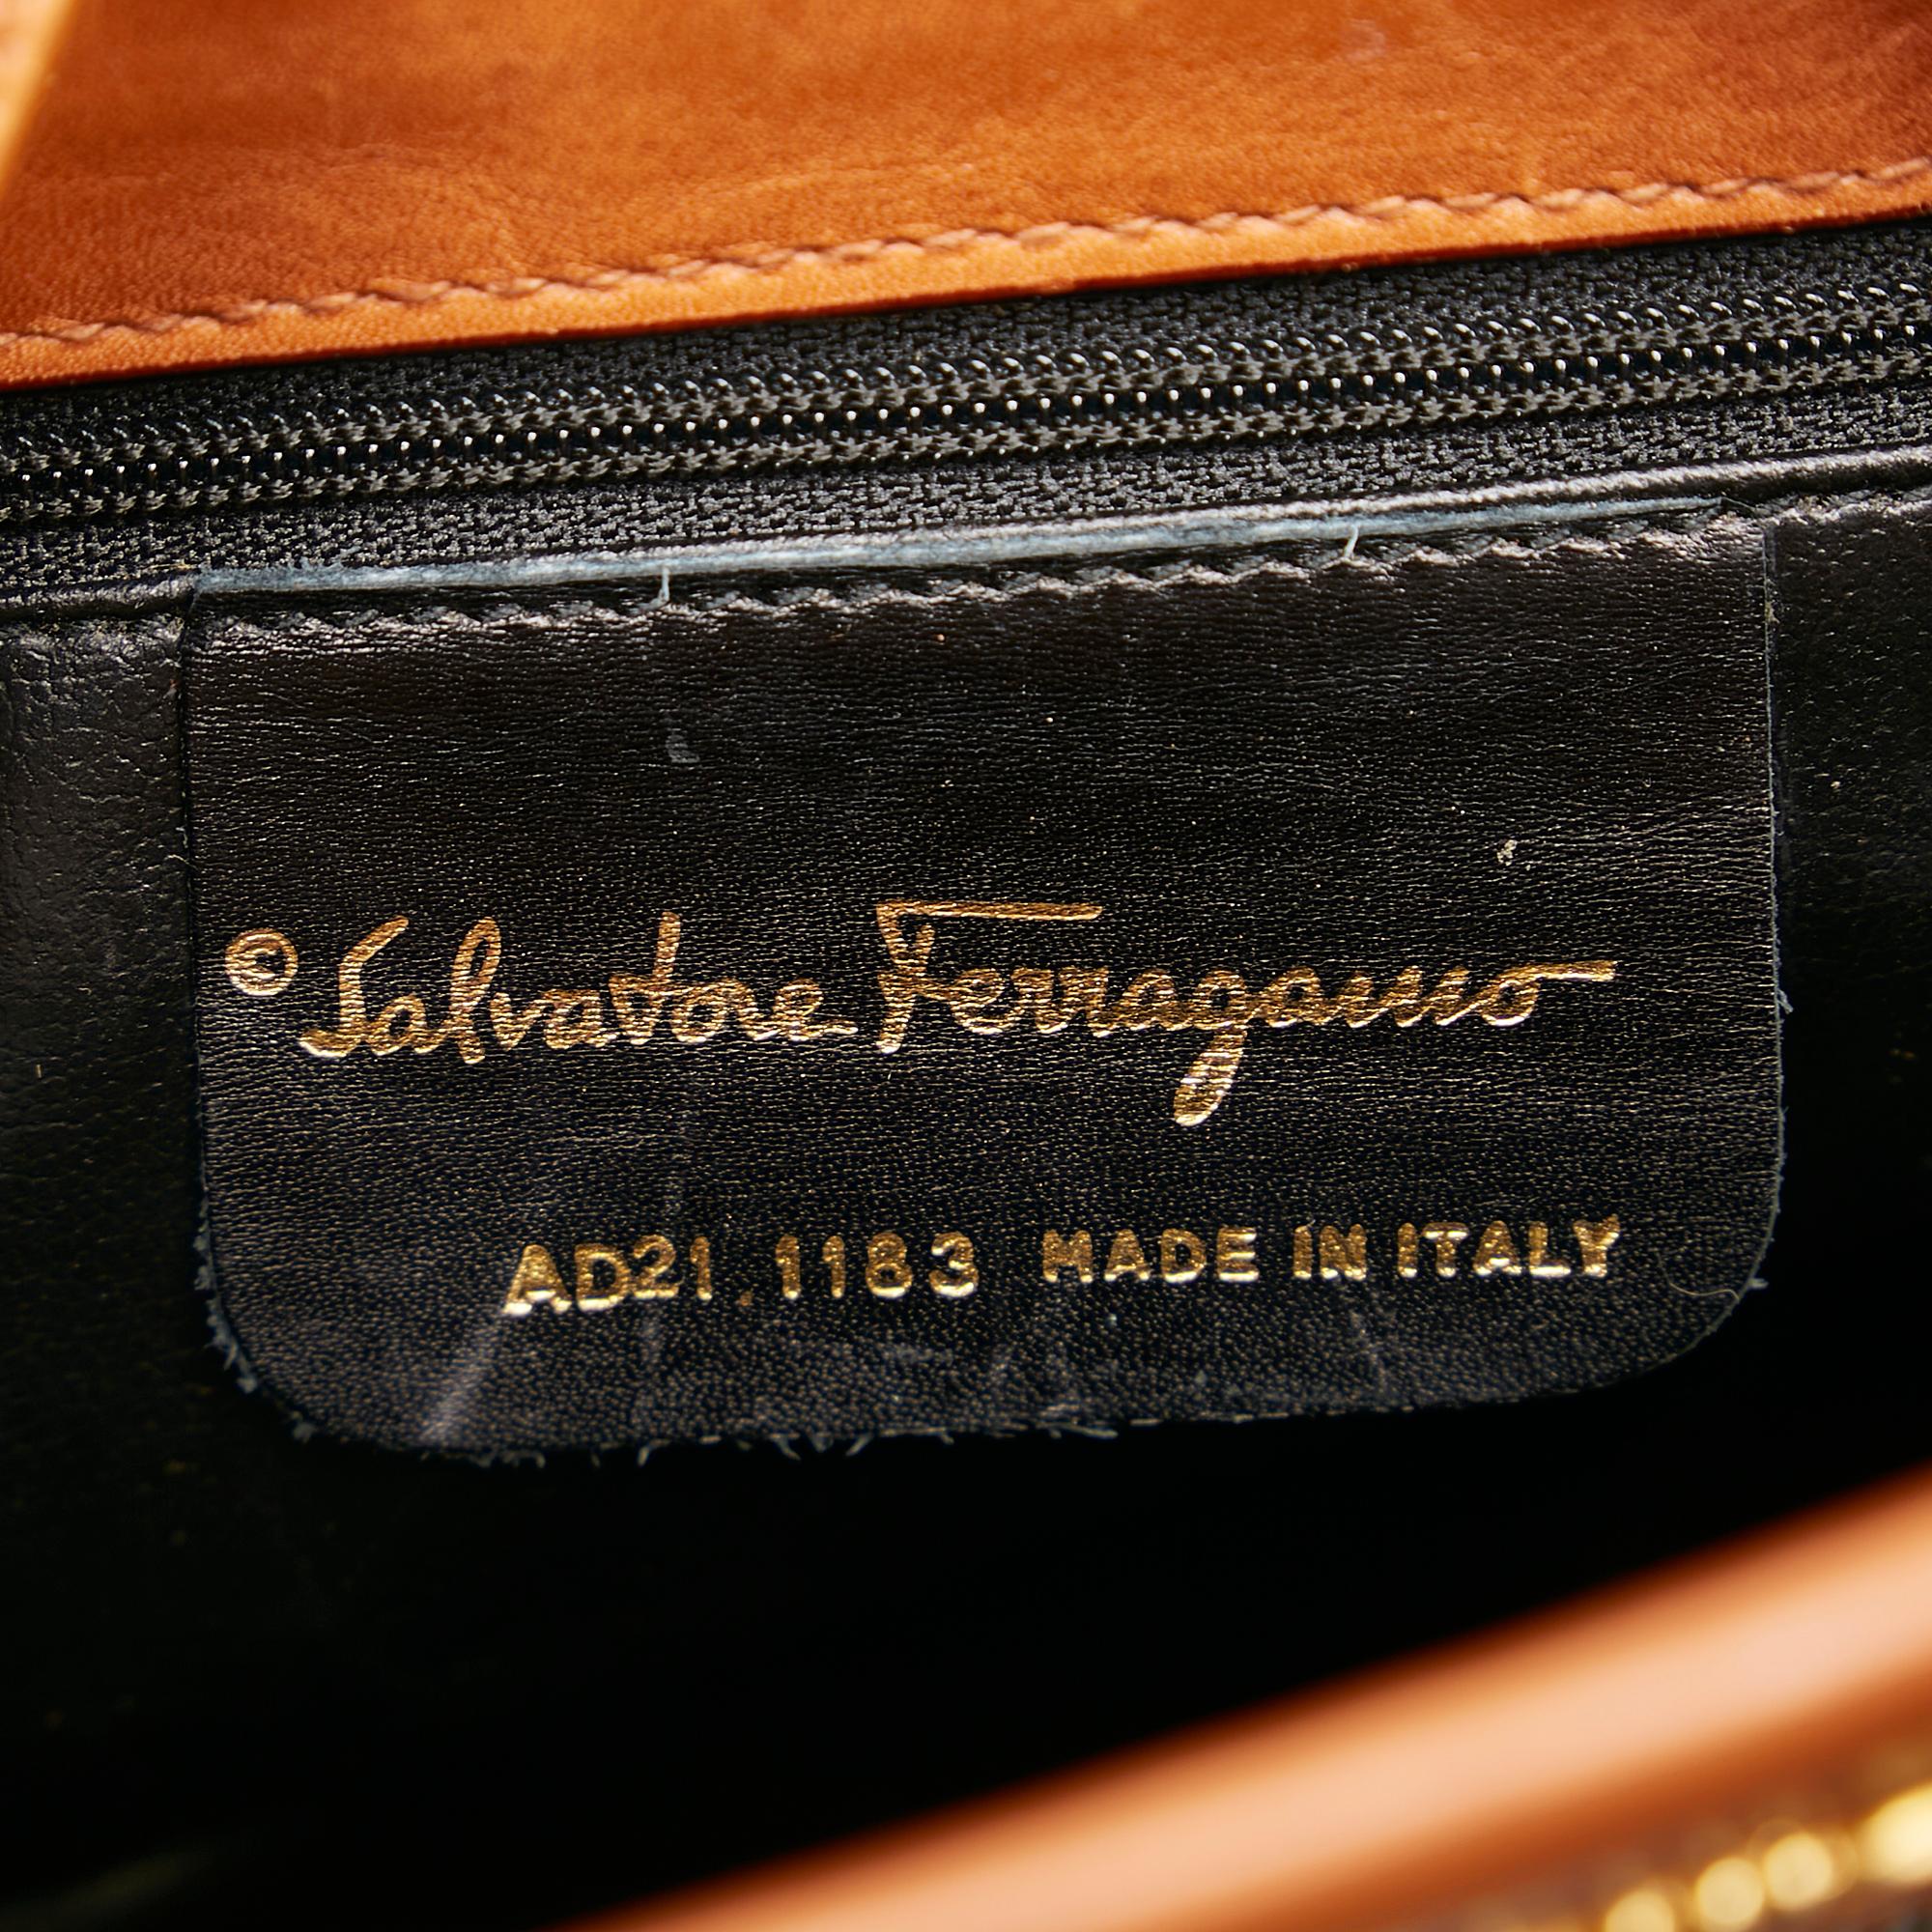 © Salvatore Ferragamo
AD21 1183 MADE IN ITALY